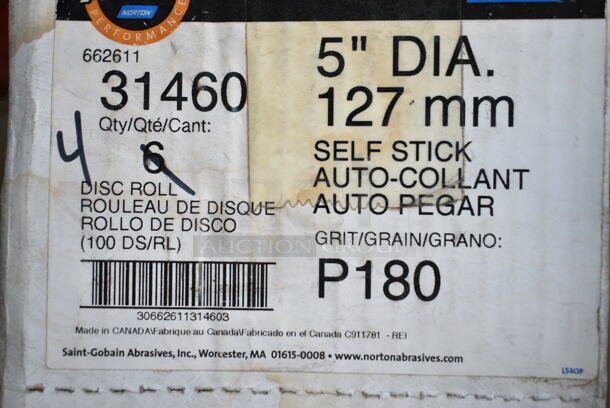 NORTON
PERFORMANCE
662611
31460
Qty/Qté/Cant:
4 6
DISC ROLL
ROULEAU DE DISQUE
ROLLO DE DISCO
(100 DS/RL)
30662611314603
5" DIA.
127 mm
SELF STICK
AUTO-COLLANT
AUTO PEGAR
GRIT/GRAIN/GRANO:
P180
AUCTION GROUP
Made in CANADA\Fabrique au Canada\Fabricado en el Canada C911781 - REI
Saint-Gobain Abrasives, Inc., Worcester, MA 01615-0008 • www.nortonabrasives.com
LS4OP